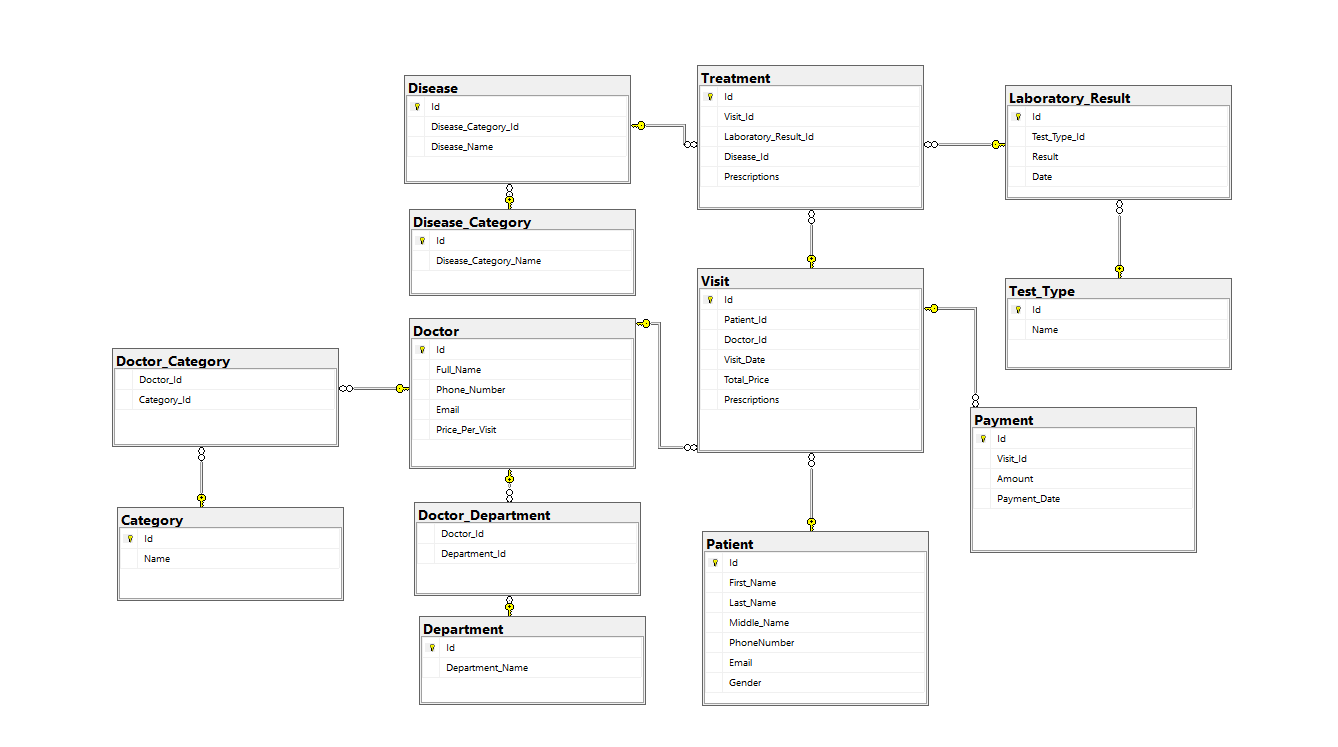 Disease
Id
Disease_Category_Id
Disease_Name
Treatment
Id
Visit_Id
Laboratory_Result_Id
Disease_Id
Prescriptions
Laboratory_Result
Id
Test_Type_Id
Result
Date
Disease_Category
Id
Disease_Category_Name
Visit
Id
Patient_Id
Doctor_Id
Visit_Date
Total_Price
Prescriptions
Test_Type
Id
Name
Doctor
Id
Full_Name
Phone_Number
Email
Price_Per_Visit
Doctor_Category
Doctor_Id
Category_Id
Payment
Id
Visit_Id
Amount
Payment_Date
Category
Id
Name
Doctor_Department
Doctor_Id
Department_Id
Patient
Id
First_Name
Last_Name
Middle_Name
PhoneNumber
Email
Gender
Department
Id
Department_Name